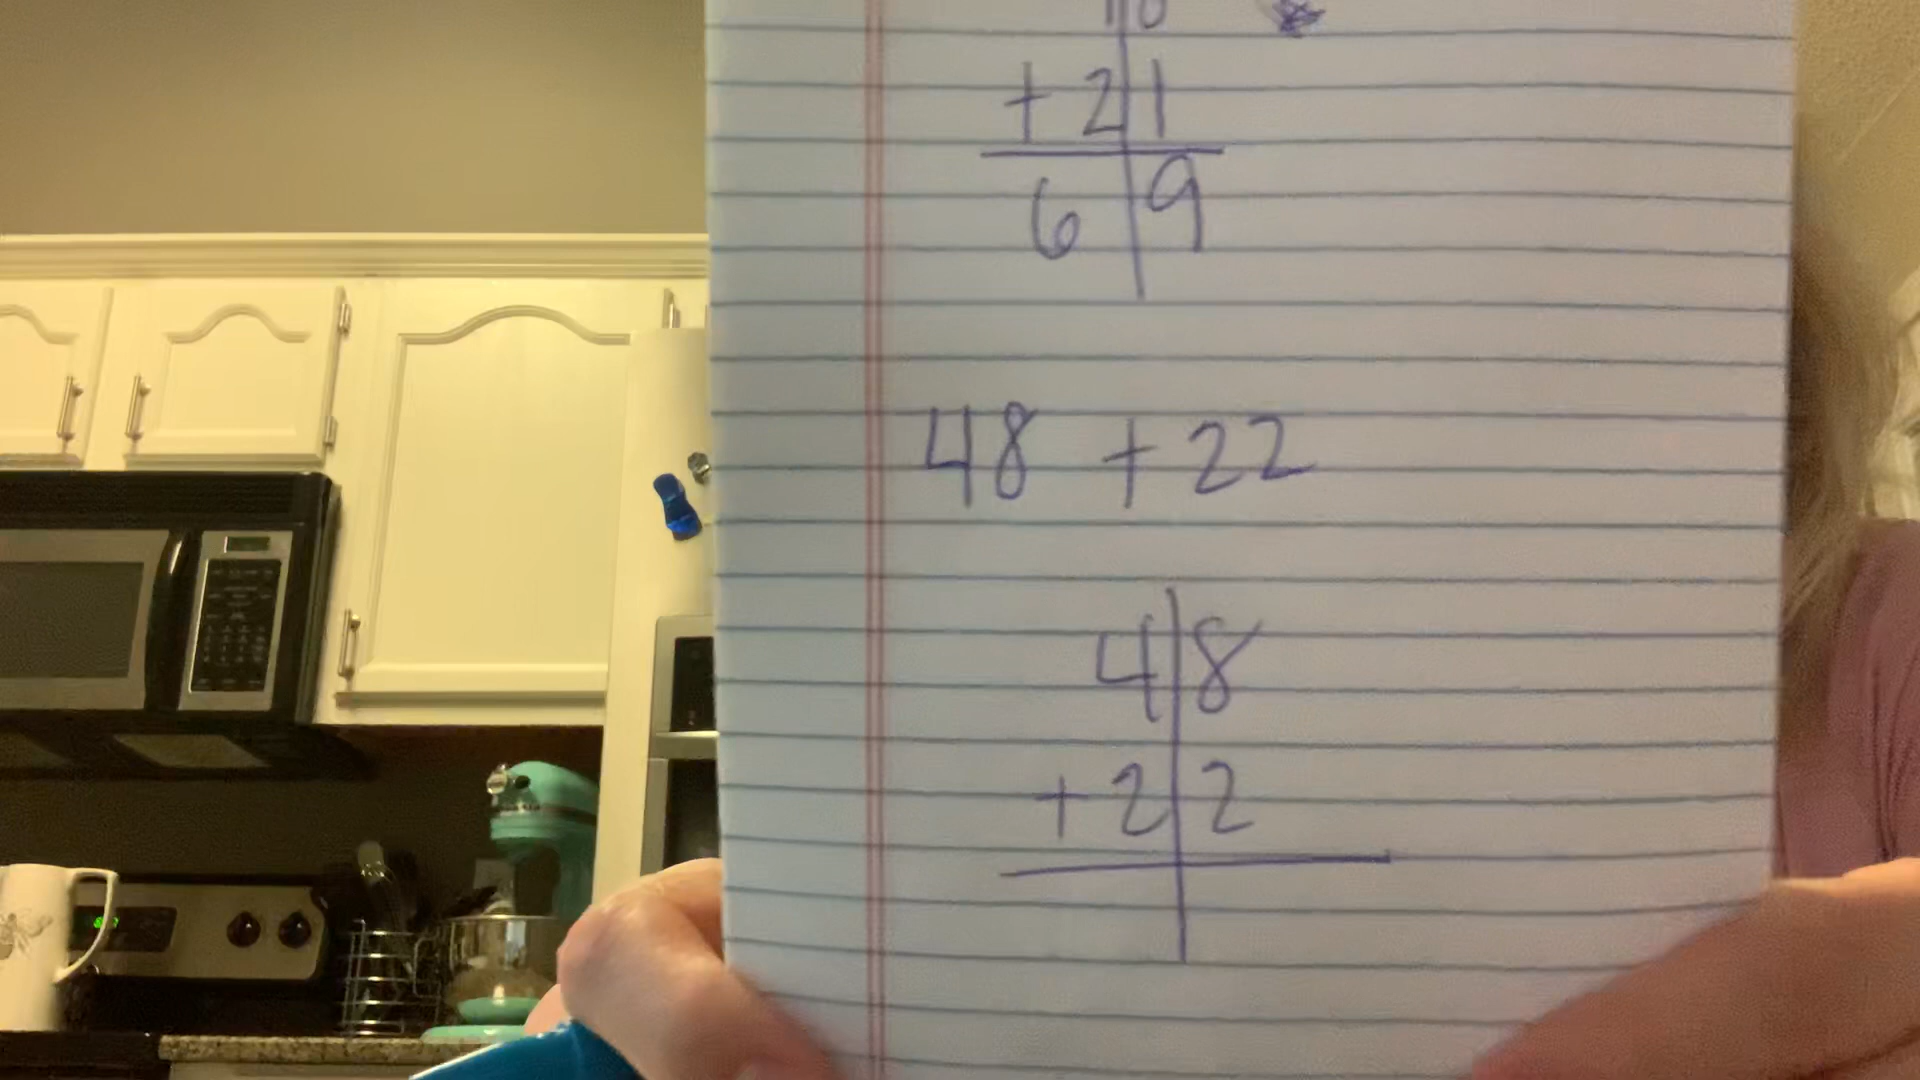 + 21
69
48 + 22
48
+ 22